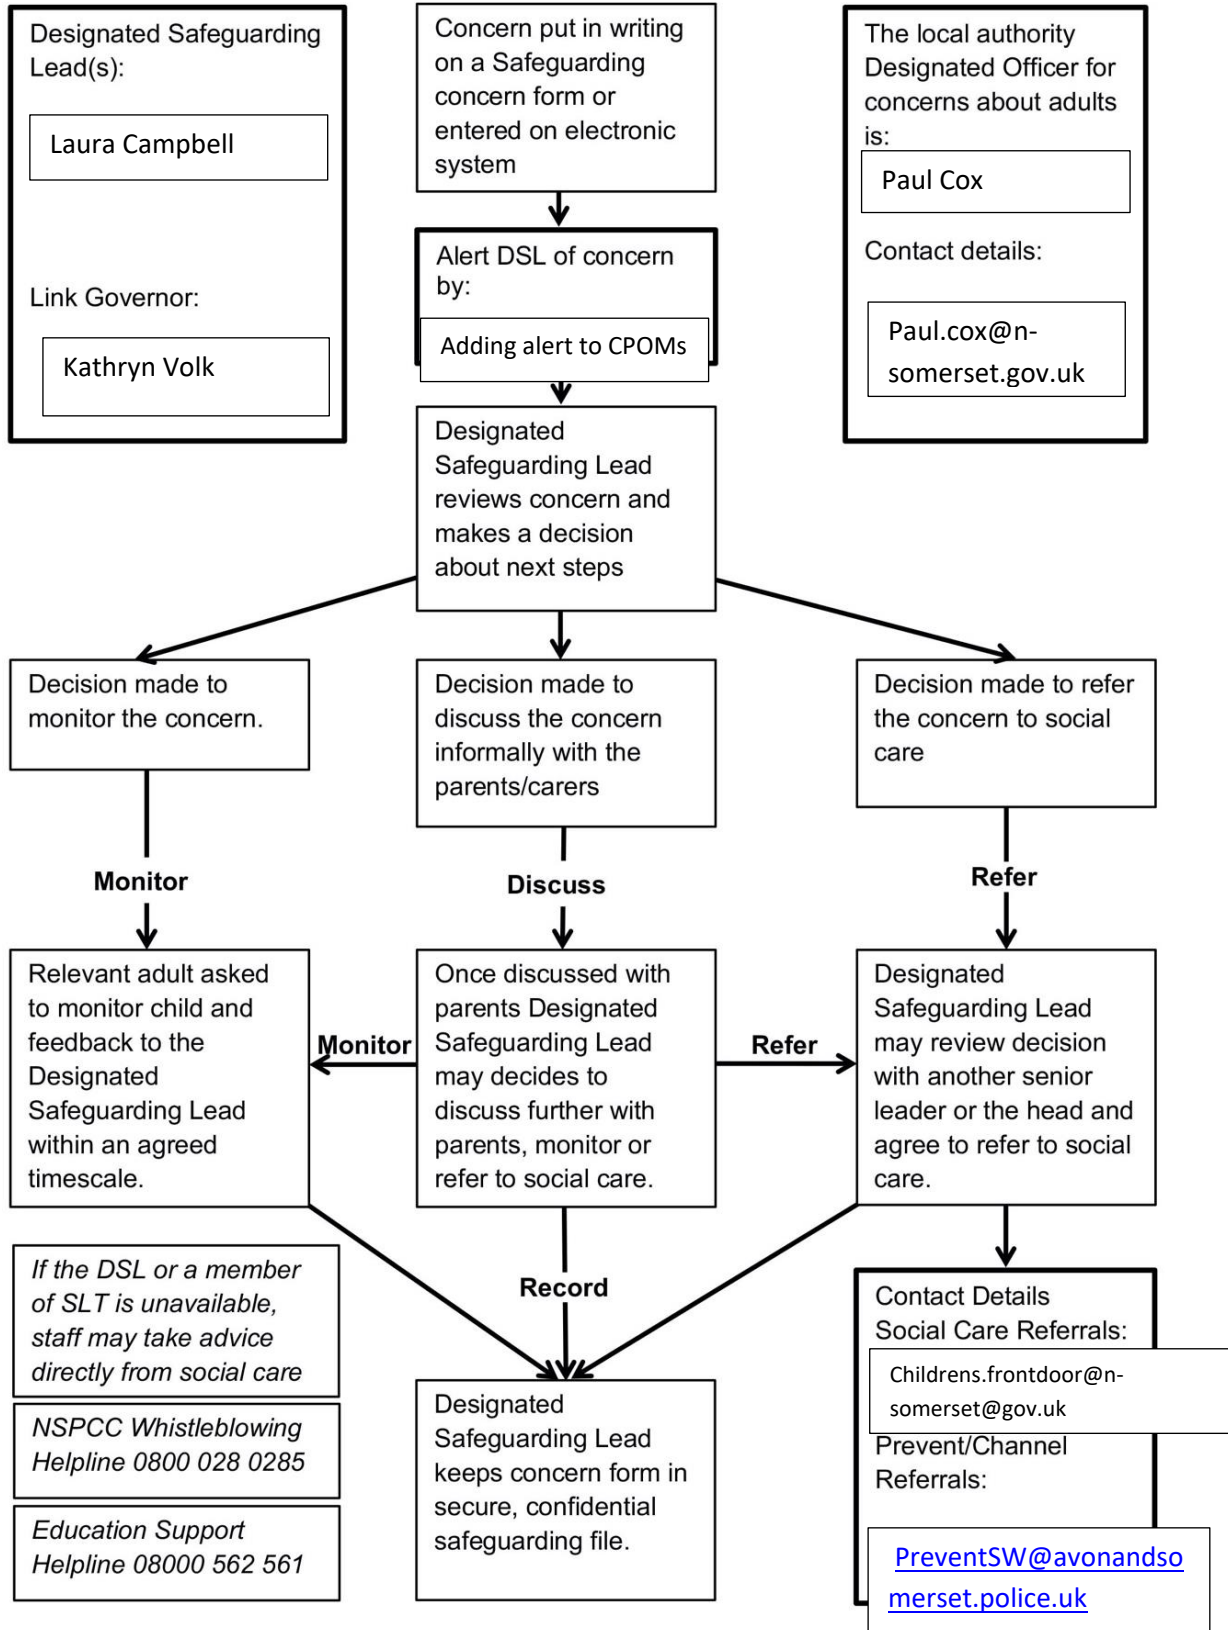 Designated Safeguarding
Lead(s):
Laura Campbell
Link Governor:
Kathryn Volk
Concern put in writing
on a Safeguarding
concern form or
entered on electronic
system
Alert DSL of concern
by:
Adding alert to CPOMs
The local authority
Designated Officer for
concerns about adults
is:
Paul Cox
Contact details:
Paul.cox@n-
somerset.gov.uk
Designated
Safeguarding Lead
reviews concern and
makes a decision
about next steps
Decision made to
monitor the concern.
Decision made to
discuss the concern
informally with the
parents/carers
Decision made to refer
the concern to social
care
Monitor
Discuss
Refer
Relevant adult asked
to monitor child and
feedback to the
Designated
Safeguarding Lead
within an agreed
timescale.
Monitor
Once discussed with
parents Designated
Safeguarding Lead
may decides to
discuss further with
parents, monitor or
refer to social care.
Refer
Designated
Safeguarding Lead
may review decision
with another senior
leader or the head and
agree to refer to social
care.
If the DSL or a member
of SLT is unavailable,
staff may take advice
directly from social care
NSPCC Whistleblowing
Helpline 0800 028 0285
Education Support
Helpline 08000 562 561
Record
Designated
Safeguarding Lead
keeps concern form in
secure, confidential
safeguarding file.
Contact Details
Social Care Referrals:
Childrens.frontdoor@n-
somerset@gov.uk
Prevent/Channel
Referrals:
PreventSW@avonandso
merset.police.uk